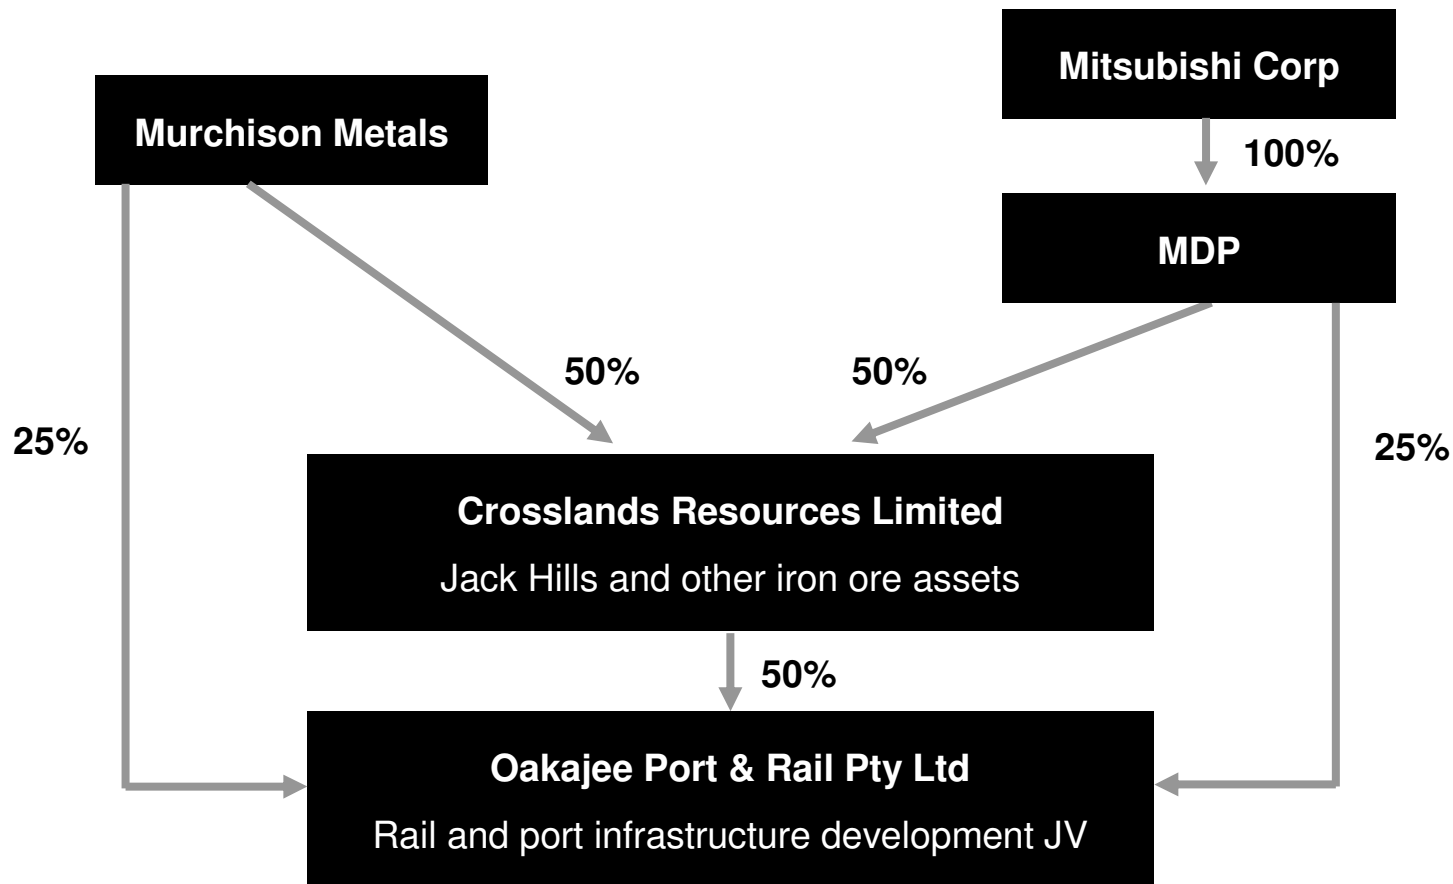 Mitsubishi Corp
Murchison Metals
100%
MDP
50%
50%
25%
25%
Crosslands Resources Limited
Jack Hills and other iron ore assets
50%
Oakajee Port & Rail Pty Ltd
Rail and port infrastructure development JV